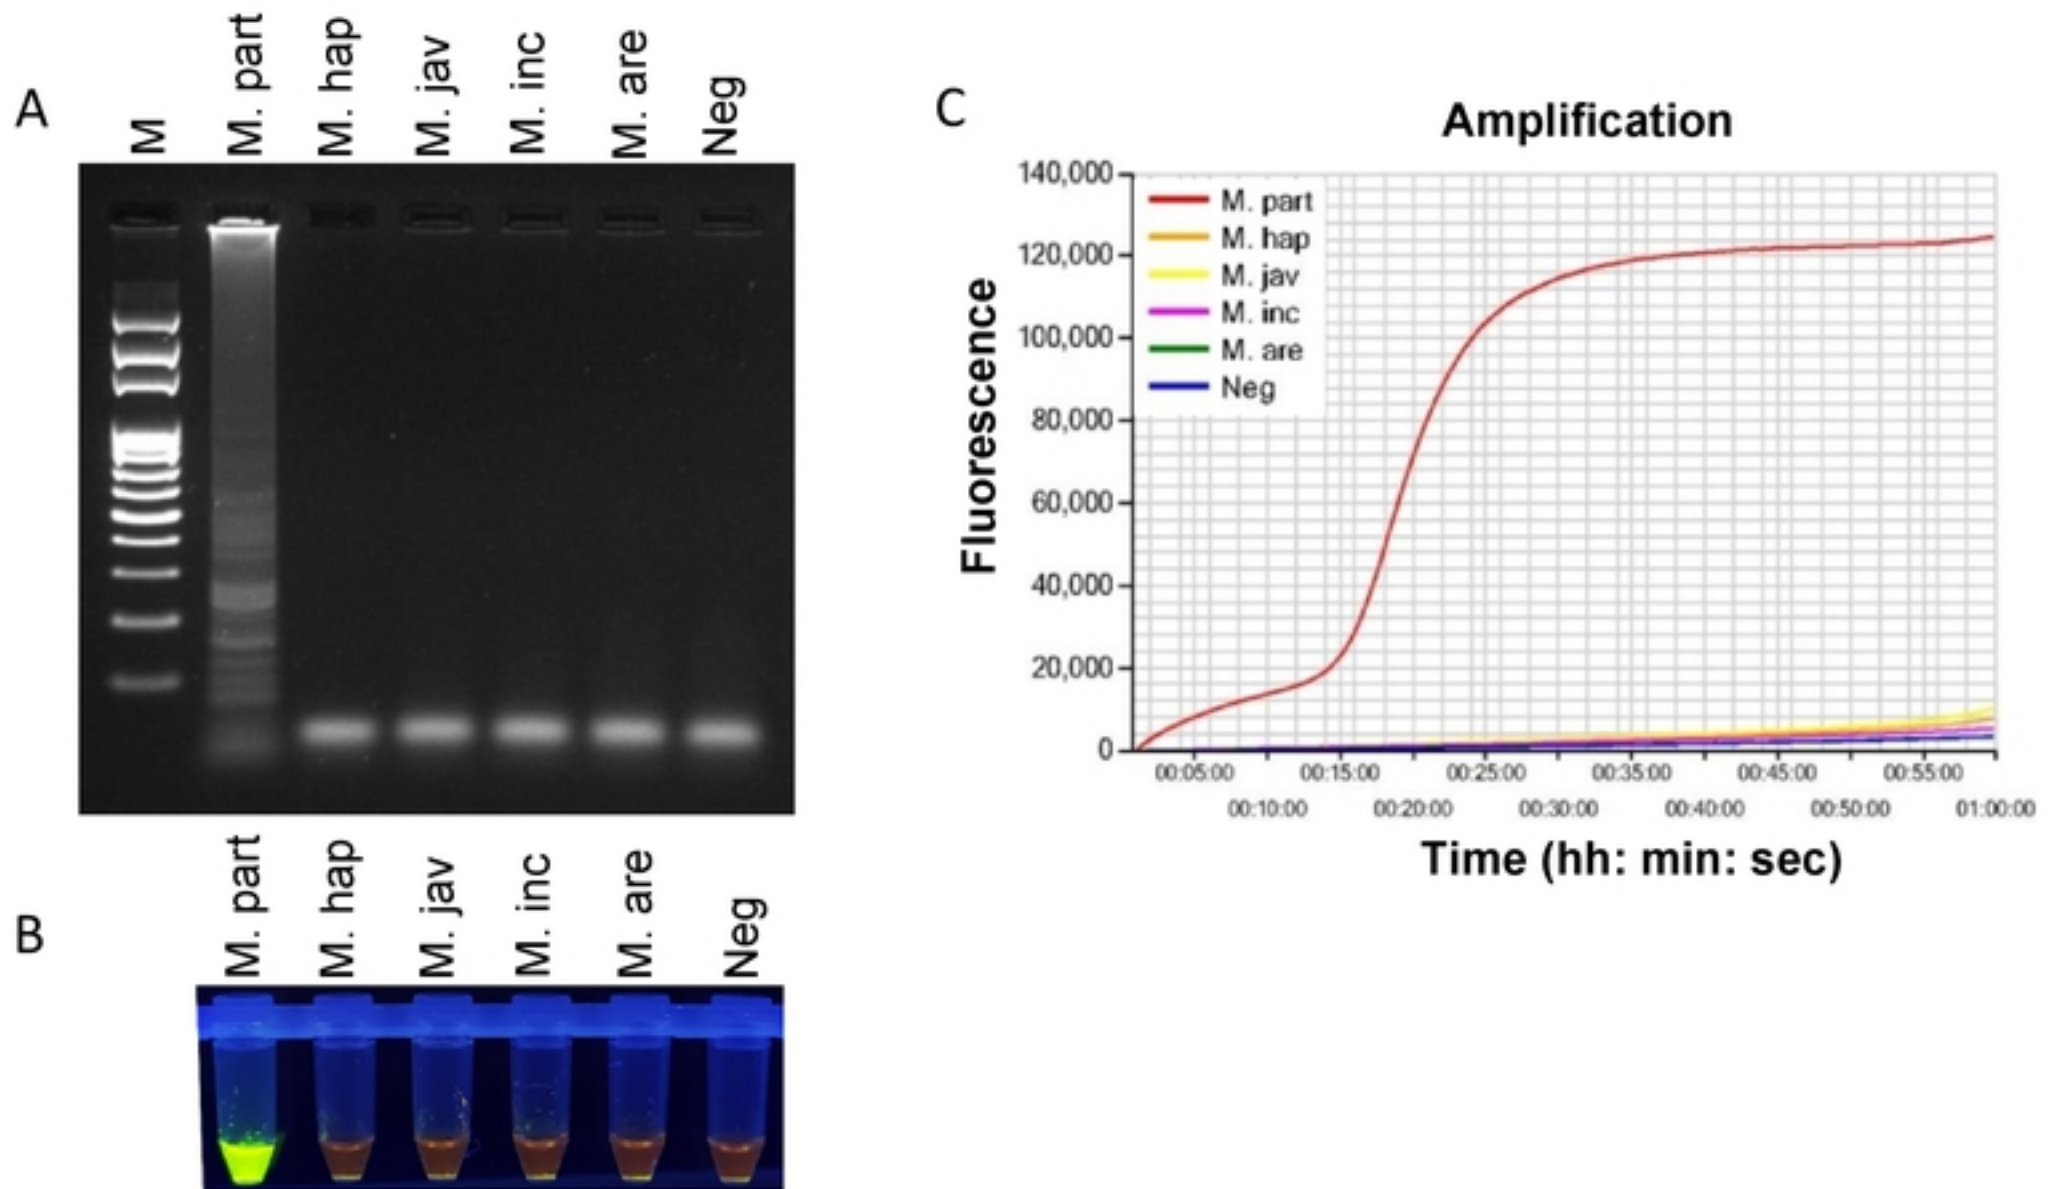 A
M
M. part
M. hap
M. jav
M. inc
M. are
Neg
B
M. part
M. hap
M. jav
M. inc
M. are
Neg
C
Amplification
Fluorescence
140,000
120,000
100,000
80,000
60,000
40,000
20,000
0
M. part
M. hap
M. jav
M. inc
M. are
Neg
00:05:00 00:15:00 00:25:00 00:35:00 00:45:00 00:55:00
00:10:00 00:20:00 00:30:00 00:40:00 00:50:00 01:00:00
Time (hh: min: sec)